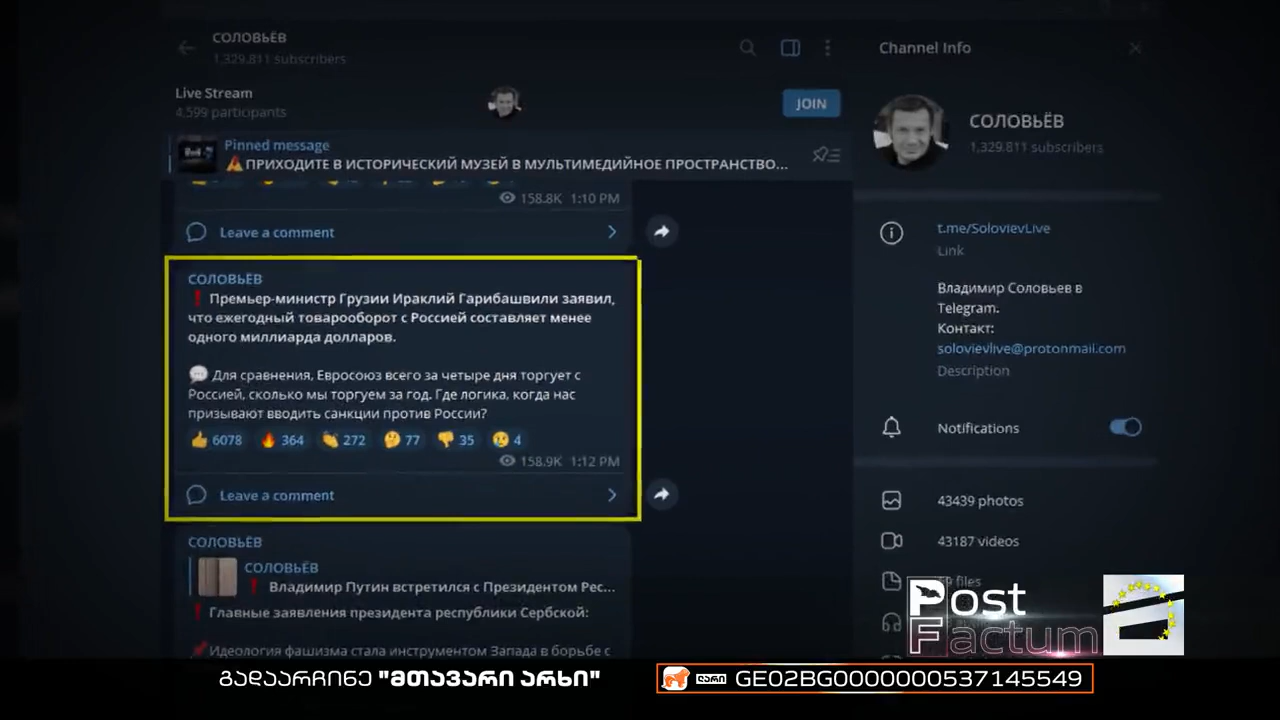 СОЛОВЬЁВ
1,329,811 subscribers
Live Stream
4,599 participants
JOIN
Pinned message
ПРИХОДИТЕ В ИСТОРИЧЕСКИЙ МУЗЕЙ В МУЛЬТИМЕДИЙНОЕ ПРОСТРАНСТВО...
158.8K 1:10 PM
Leave a comment
СОЛОВЬЁВ
❗ Премьер-министр Грузии Ираклий Гарибашвили заявил,
что ежегодный товарооборот с Россией составляет менее
одного миллиарда долларов.
💬 Для сравнения, Евросоюз всего за четыре дня торгует с
Россией, сколько мы торгуем за год. Где логика, когда нас
призывают вводить санкции против России?
👍 6078 🔥 364 👏 272 🤔 77 👎 35 😢 4
158.9K 1:12 PM
Leave a comment
СОЛОВЬЁВ
СОЛОВЬЁВ
❗ Владимир Путин встретился с Президентом Рес...
❗ Главные заявления президента республики Сербской:
📌 Идеология фашизма стала инструментом Запада в борьбе с
Channel Info
СОЛОВЬЁВ
1,329,811 subscribers
t.me/SolovievLive
Link
Владимир Соловьев в
Telegram.
Контакт:
solovievlive@protonmail.com
Description
Notifications
43439 photos
43187 videos
files
Post
Factum
გადაარჩინე "მთავარი არხი"
ლარი GE02BG0000000537145549